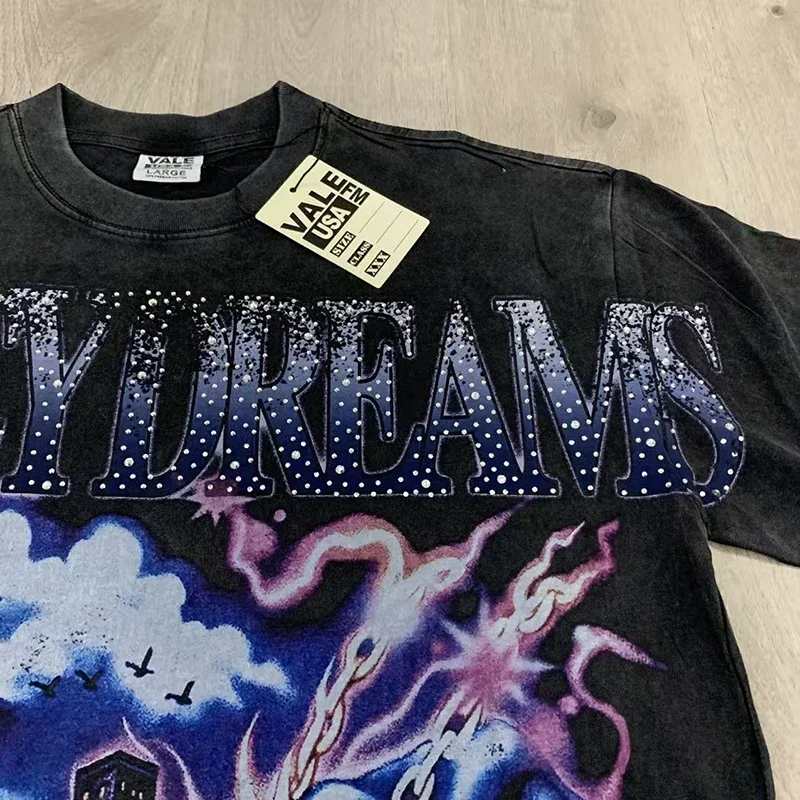 VALE
LARGE
VALE
FM
USA
SIZE
CLASS
XXX
YDREAMS